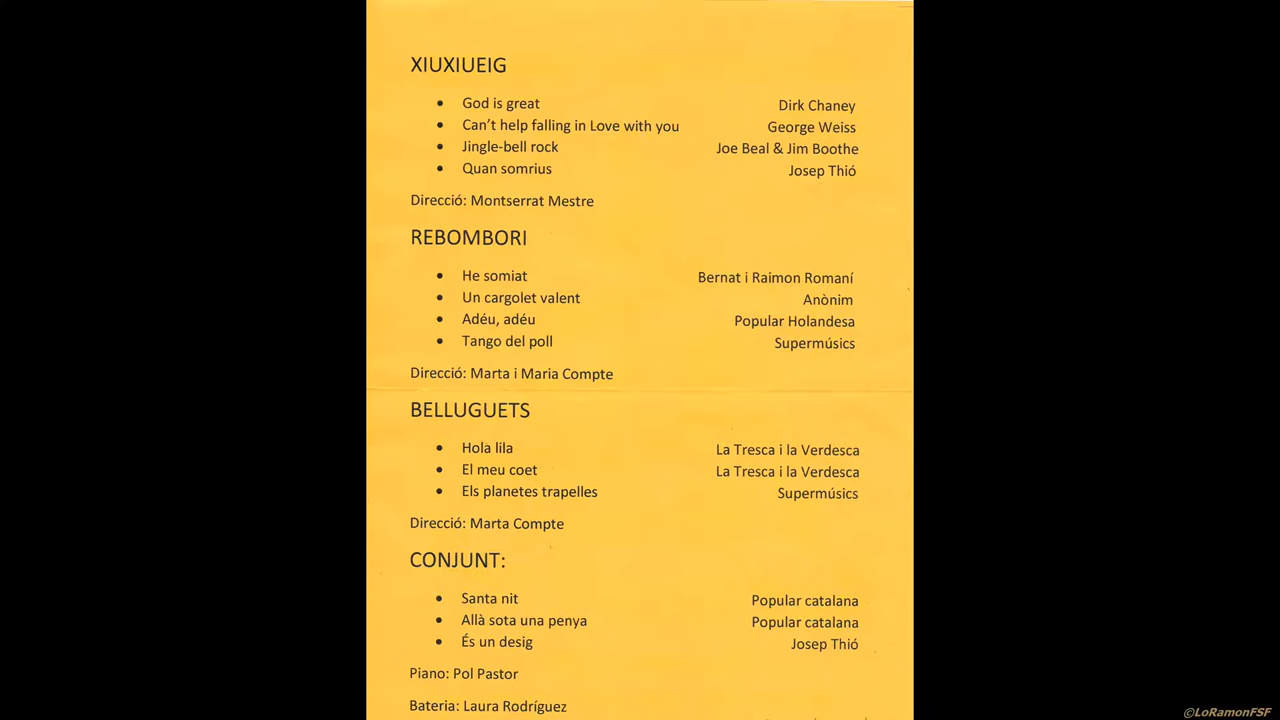 XIUXIUEIG
• God is great Dirk Chaney
• Can’t help falling in Love with you George Weiss
• Jingle-bell rock Joe Beal & Jim Boothe
• Quan somrius Josep Thió
Direcció: Montserrat Mestre
REBOMBORI
• He somiat Bernat i Raimon Romaní
• Un cargolet valent Anònim
• Adéu, adéu Popular Holandesa
• Tango del poll Supermúsics
Direcció: Marta i Maria Compte
BELLUGUETS
• Hola lila La Tresca i la Verdesca
• El meu coet La Tresca i la Verdesca
• Els planetes trapelles Supermúsics
Direcció: Marta Compte
CONJUNT:
• Santa nit Popular catalana
• Allà sota una penya Popular catalana
• És un desig Josep Thió
Piano: Pol Pastor
Bateria: Laura Rodríguez
©LoRamonFSF